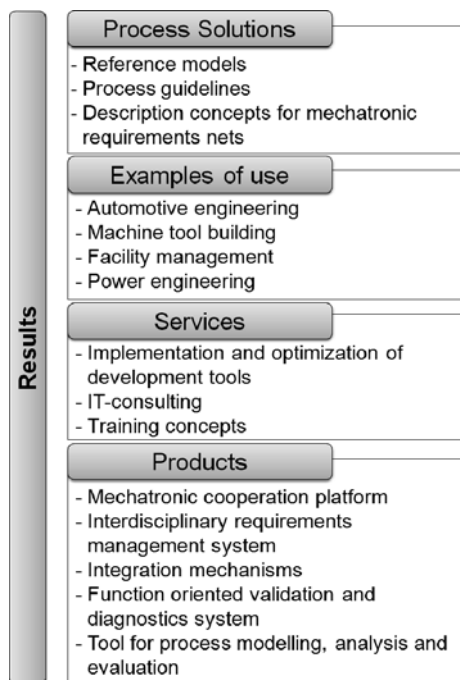 Results
Process Solutions
- Reference models
- Process guidelines
- Description concepts for mechatronic
requirements nets
Examples of use
- Automotive engineering
- Machine tool building
- Facility management
- Power engineering
Services
- Implementation and optimization of
development tools
- IT-consulting
- Training concepts
Products
- Mechatronic cooperation platform
- Interdisciplinary requirements
management system
- Integration mechanisms
- Function oriented validation and
diagnostics system
- Tool for process modelling, analysis and
evaluation